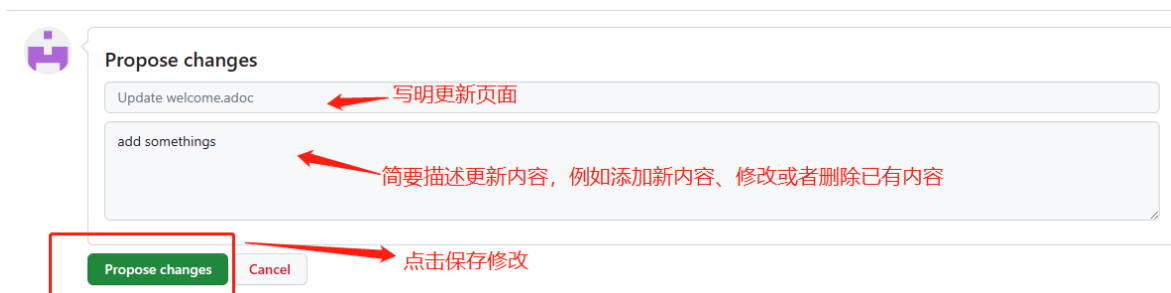 Propose changes
Update welcome.adoc
写明更新页面
add somethings
简要描述更新内容，例如添加新内容、修改或者删除已有内容
点击保存修改
Propose changes
Cancel